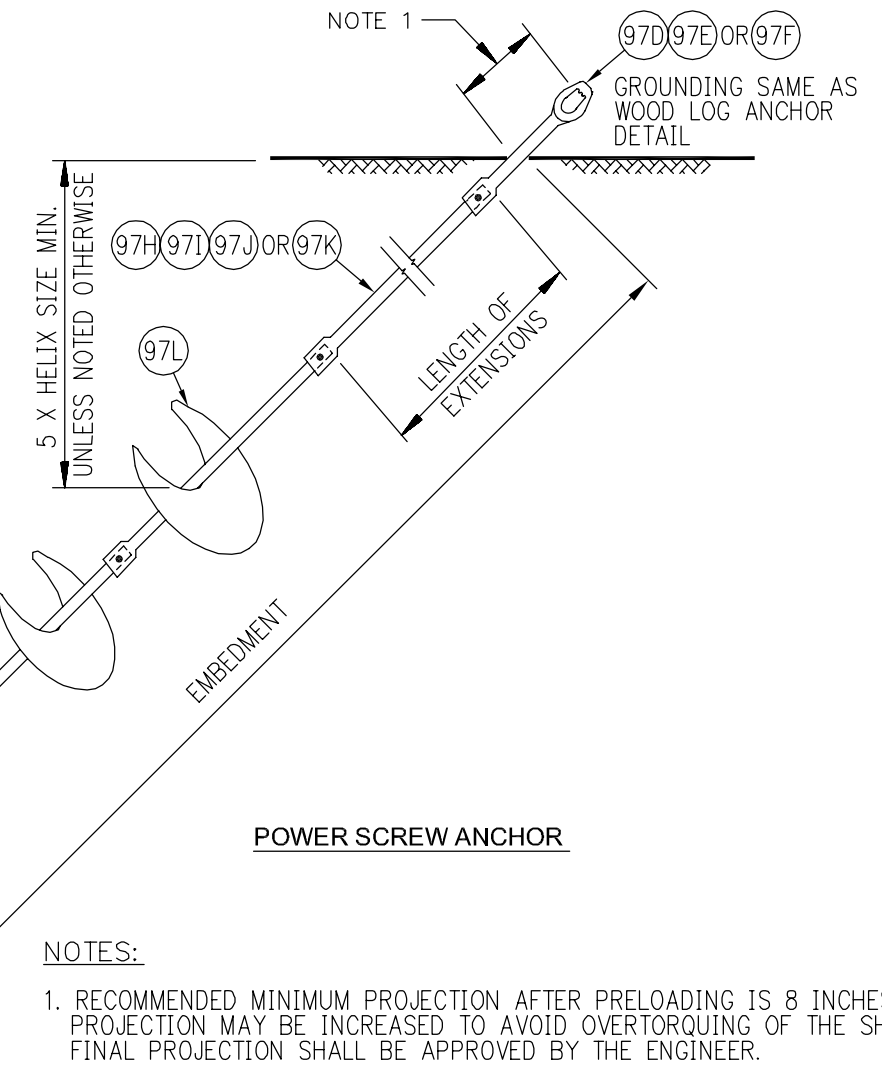 NOTE 1
97D 97E OR 97F
GROUNDING SAME AS
WOOD LOG ANCHOR
DETAIL
5 X HELIX SIZE MIN.
UNLESS NOTED OTHERWISE
97H 97I 97J OR 97K
97L
LENGTH OF
EXTENSIONS
EMBEDMENT
POWER SCREW ANCHOR
NOTES:
1. RECOMMENDED MINIMUM PROJECTION AFTER PRELOADING IS 8 INCHES
PROJECTION MAY BE INCREASED TO AVOID OVERTORQUING OF THE
FINAL PROJECTION SHALL BE APPROVED BY THE ENGINEER.